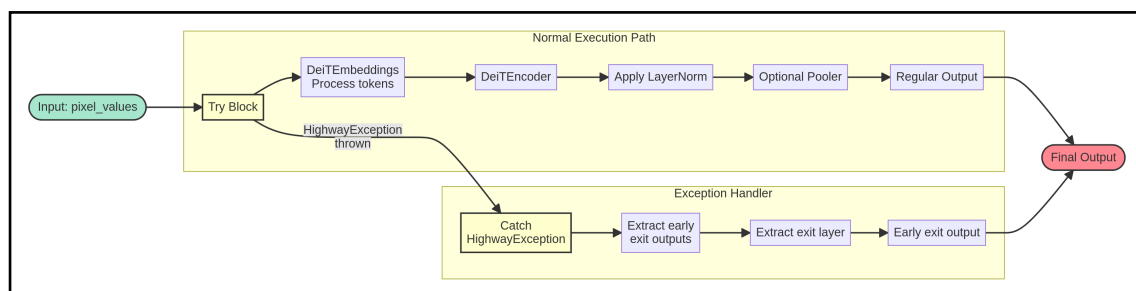 Normal Execution Path
Input: pixel_values
Try Block
DeiTEmbeddings
Process tokens
DeiTEncoder
Apply LayerNorm
Optional Pooler
Regular Output
HighwayException
thrown
Final Output
Exception Handler
Catch
HighwayException
Extract early
exit outputs
Extract exit layer
Early exit output